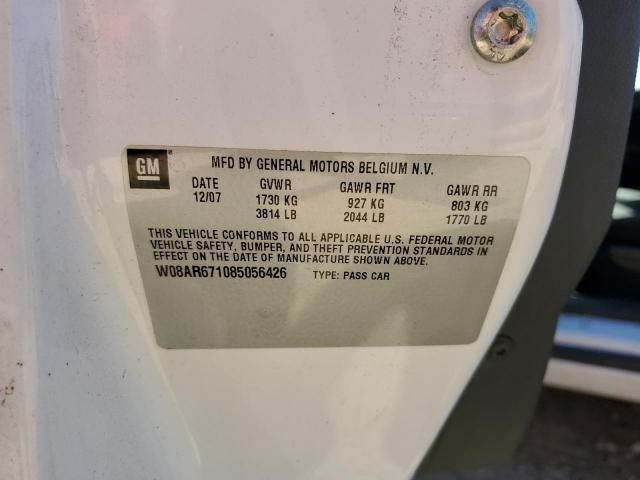 GM ® MFD BY GENERAL MOTORS BELGIUM N.V.
DATE GVWR GAWR FRT GAWR RR
12/07 1730 KG 927 KG 803 KG
3814 LB 2044 LB 1770 LB
THIS VEHICLE CONFORMS TO ALL APPLICABLE U.S. FEDERAL MOTOR
VEHICLE SAFETY, BUMPER, AND THEFT PREVENTION STANDARDS IN
EFFECT ON THE DATE OF MANUFACTURE SHOWN ABOVE.
W08AR671085056426 TYPE: PASS CAR